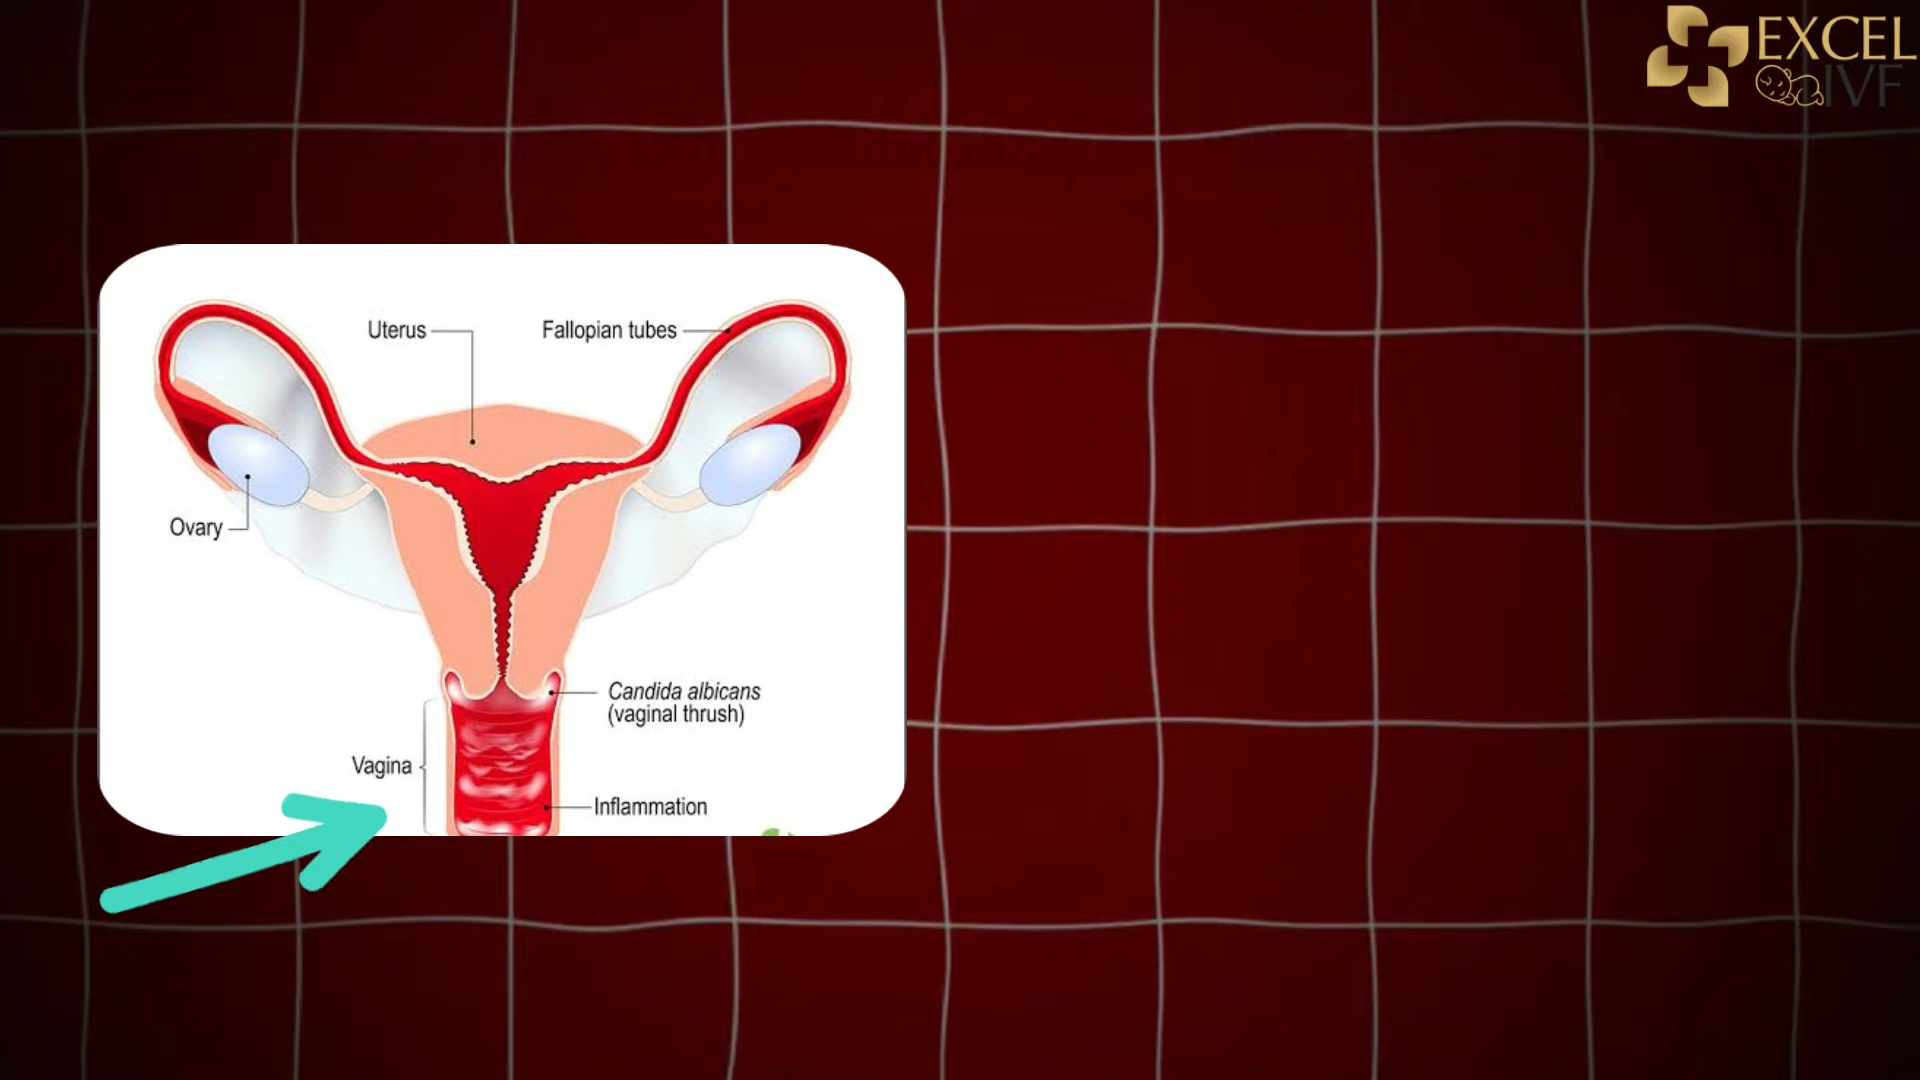 EXCEL
IVF
Uterus
Fallopian tubes
Ovary
Candida albicans
(vaginal thrush)
Vagina
Inflammation